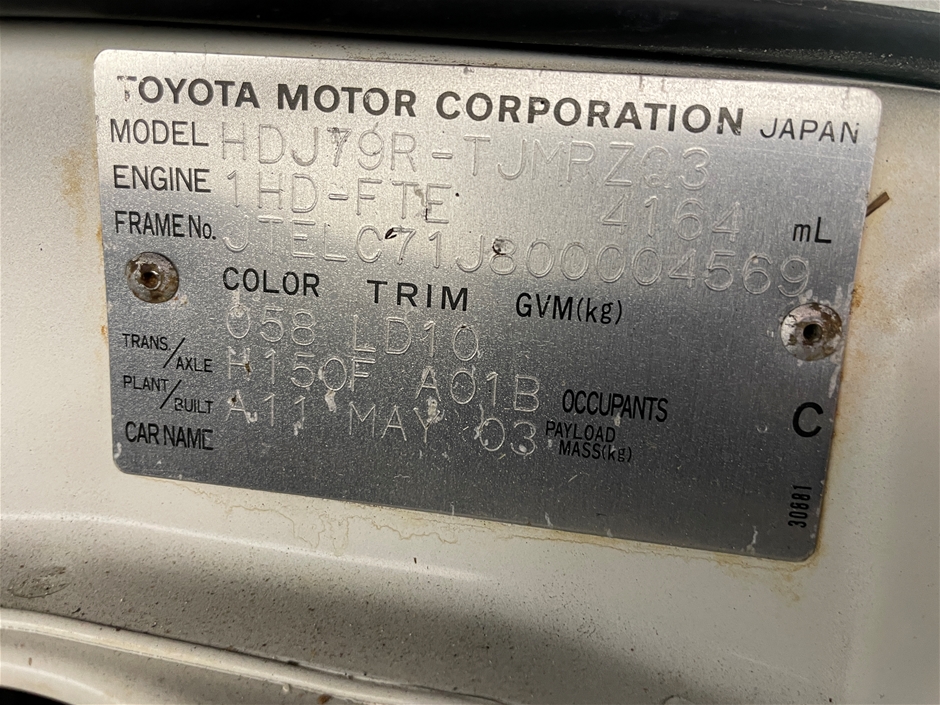 TOYOTA MOTOR CORPORATION JAPAN
MODEL HDJ79R-TJMRZQ3
ENGINE 1HD-FTE 4164 mL
FRAME No. JTELC71J800004569
COLOR TRIM GVM(kg)
058 LD10
TRANS/AXLE H150F A01B OCCUPANTS C
PLANT/BUILT A11 MAY 03 PAYLOAD MASS(kg)
CAR NAME
30881